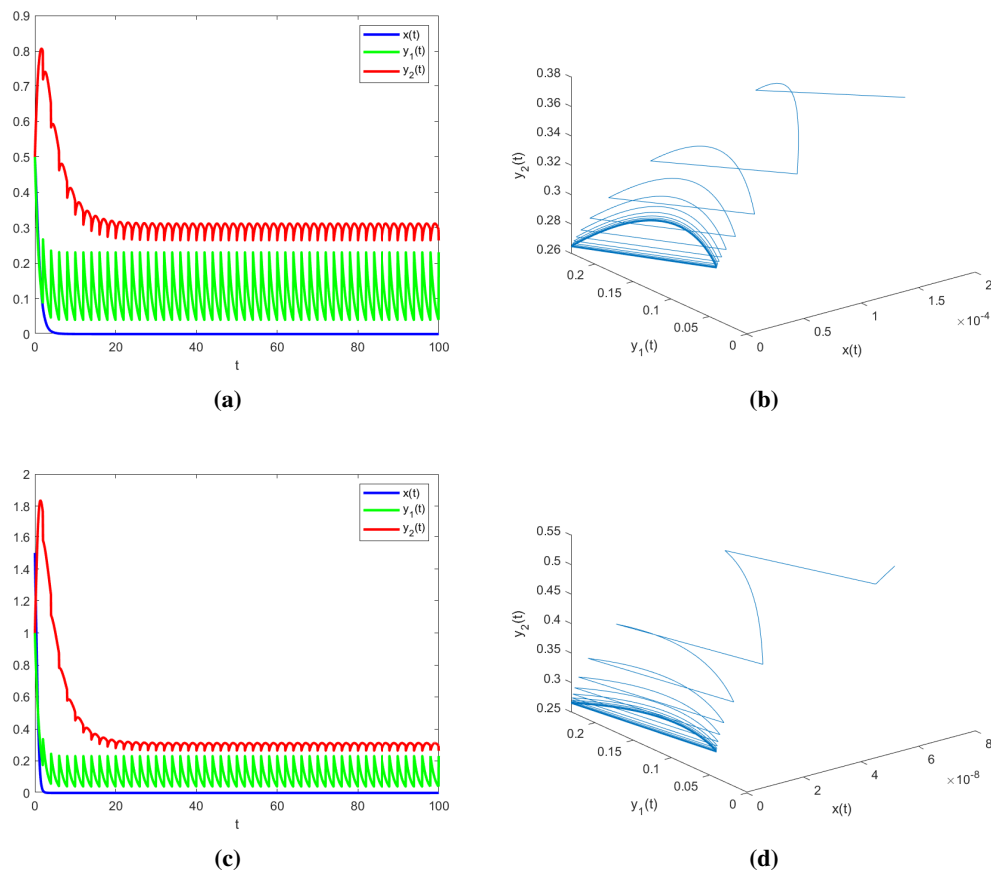 0.9
0.8
0.7
0.6
0.5
0.4
0.3
0.2
0.1
0
0 20 40 60 80 100
t
x(t)
y1(t)
y2(t)
(a)
0.38
0.36
0.34
0.32
0.3
0.28
0.26
y2(t)
0.2
0.15
0.1
0.05
0
y1(t)
0
0.5
1
1.5
2
×10-4
x(t)
(b)
2
1.8
1.6
1.4
1.2
1
0.8
0.6
0.4
0.2
0
0 20 40 60 80 100
t
x(t)
y1(t)
y2(t)
(c)
0.55
0.5
0.45
0.4
0.35
0.3
0.25
y2(t)
0.2
0.15
0.1
0.05
0
y1(t)
0
2
4
6
8
×10-8
x(t)
(d)